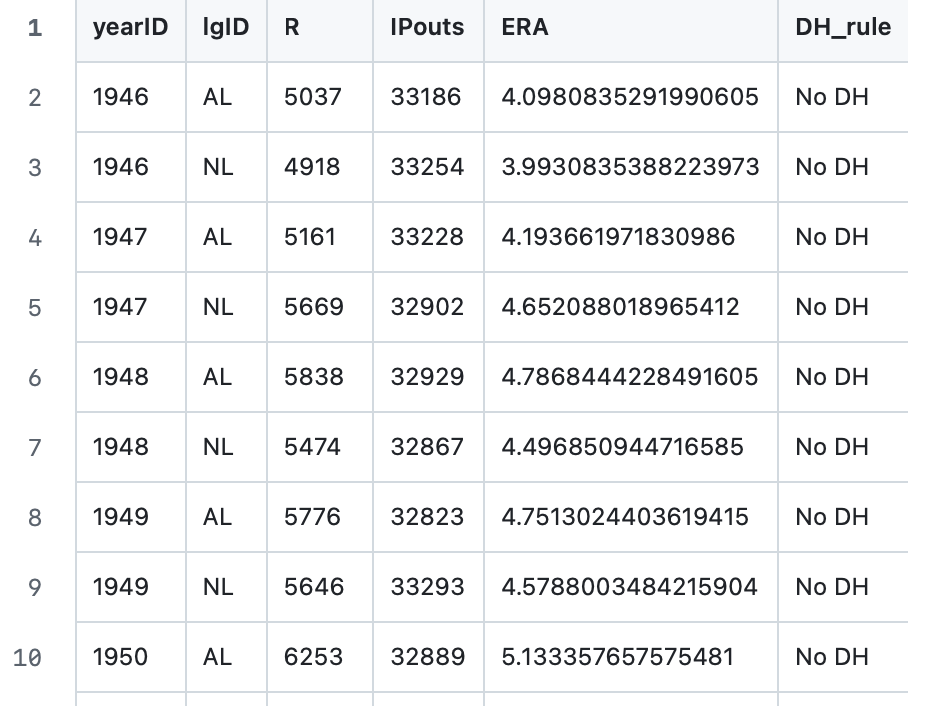 1 yearID lgID R IPouts ERA DH_rule
2 1946 AL 5037 33186 4.0980835291990605 No DH
3 1946 NL 4918 33254 3.9930835388223973 No DH
4 1947 AL 5161 33228 4.193661971830986 No DH
5 1947 NL 5669 32902 4.652088018965412 No DH
6 1948 AL 5838 32929 4.7868444228491605 No DH
7 1948 NL 5474 32867 4.496850944716585 No DH
8 1949 AL 5776 32823 4.7513024403619415 No DH
9 1949 NL 5646 33293 4.5788003484215904 No DH
10 1950 AL 6253 32889 5.133357657575481 No DH